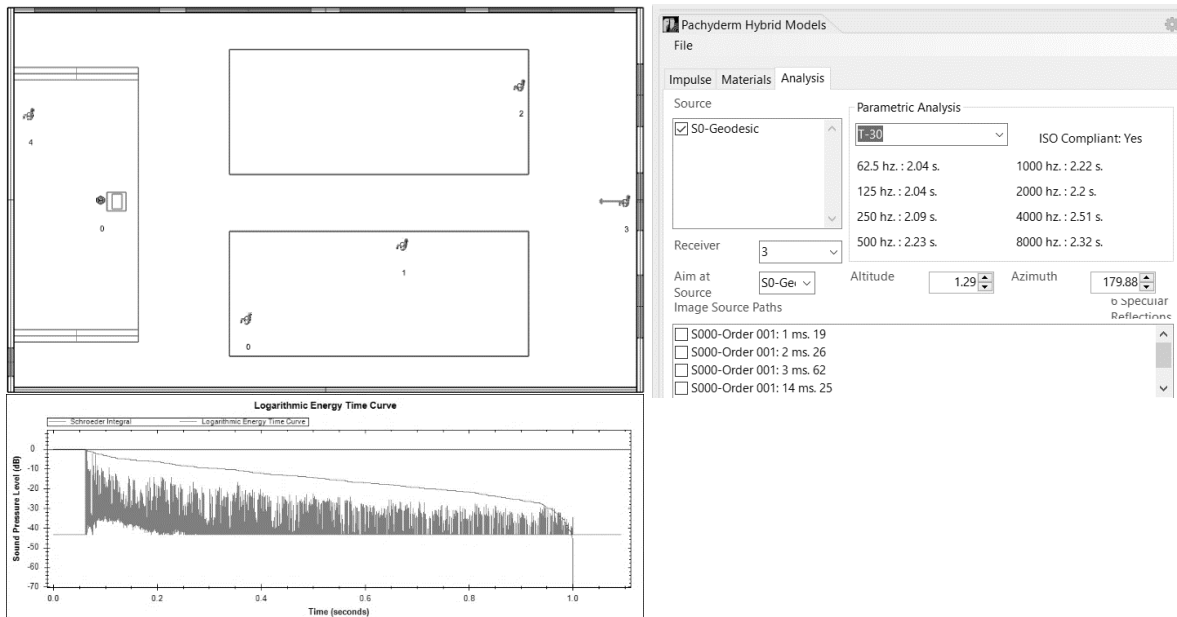 4
0
2
3
1
0
Pachyderm Hybrid Models
File
Impulse Materials Analysis
Source
S0-Geodesic
Parametric Analysis
T-30
ISO Compliant: Yes
62.5 hz. : 2.04 s. 1000 hz. : 2.22 s.
125 hz. : 2.04 s. 2000 hz. : 2.2 s.
250 hz. : 2.09 s. 4000 hz. : 2.51 s.
500 hz. : 2.23 s. 8000 hz. : 2.32 s.
Receiver 3
Aim at Source S0-Ge Altitude 1.29 Azimuth 179.88
Image Source Paths 6 Specular Reflections
S000-Order 001: 1 ms. 19
S000-Order 001: 2 ms. 26
S000-Order 001: 3 ms. 62
S000-Order 001: 14 ms. 25
Logarithmic Energy Time Curve
Schroeder Integral Logarithmic Energy Time Curve
Sound Pressure Level (dB)
0
-10
-20
-30
-40
-50
-60
-70
0.0 0.2 0.4 0.6 0.8 1.0
Time (seconds)